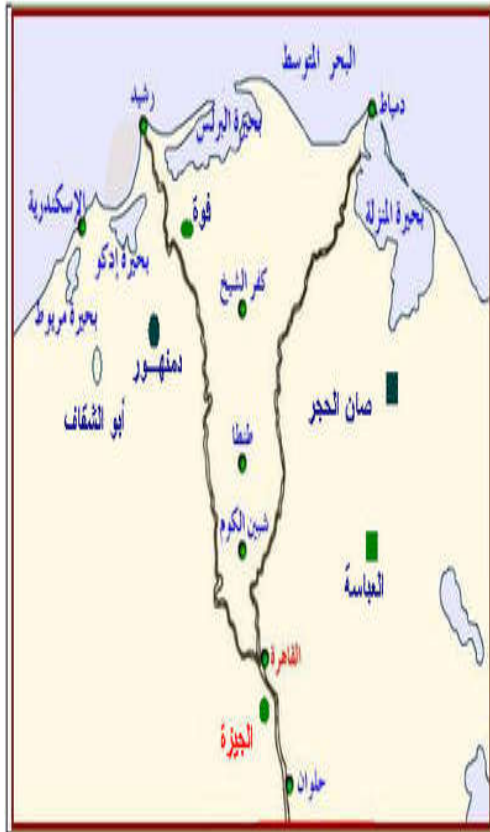 البحر المتوسط
دمياط
رشيد
بحيرة البرلس
بحيرة المنزلة
الإسكندرية
فوة
بحيرة إدكو
كفر الشيخ
بحيرة مريوط
دمنهور
صان الحجر
أبو الشقاف
طنطا
شبين الكوم
العباسة
القاهرة
الجيزة
حلوان